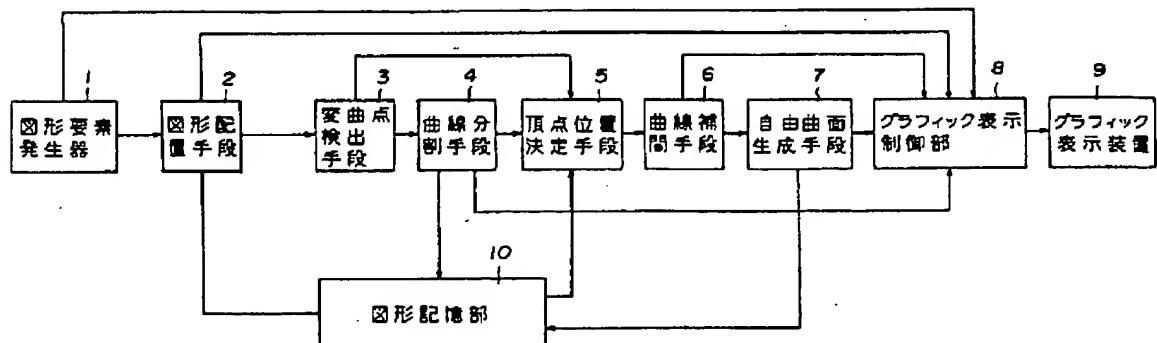 1
図形要素
発生器
2
図形配
置手段
3
変曲点
検出
手段
4
曲線分
割手段
5
頂点位置
決定手段
6
曲線補
間手段
7
自由曲面
生成手段
8
グラフィック表示
制御部
9
グラフィック
表示装置
10
図形記憶部